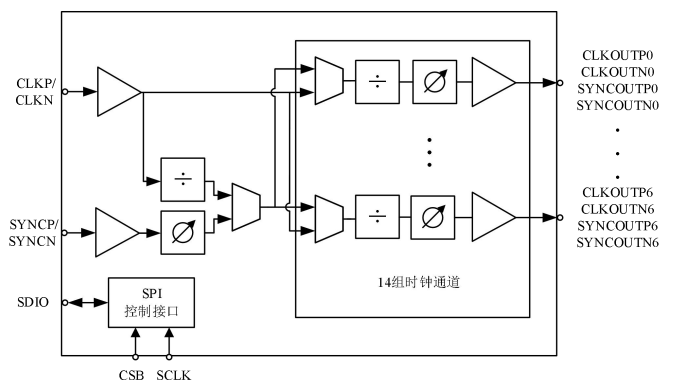 CLKP/
CLKN
SYNCP/
SYNCN
SDIO
SPI
控制接口
CSB
SCLK
÷
÷
÷
14组时钟通道
CLKOUTP0
CLKOUTN0
SYNCOUTP0
SYNCOUTN0
CLKOUTP6
CLKOUTN6
SYNCOUTP6
SYNCOUTN6